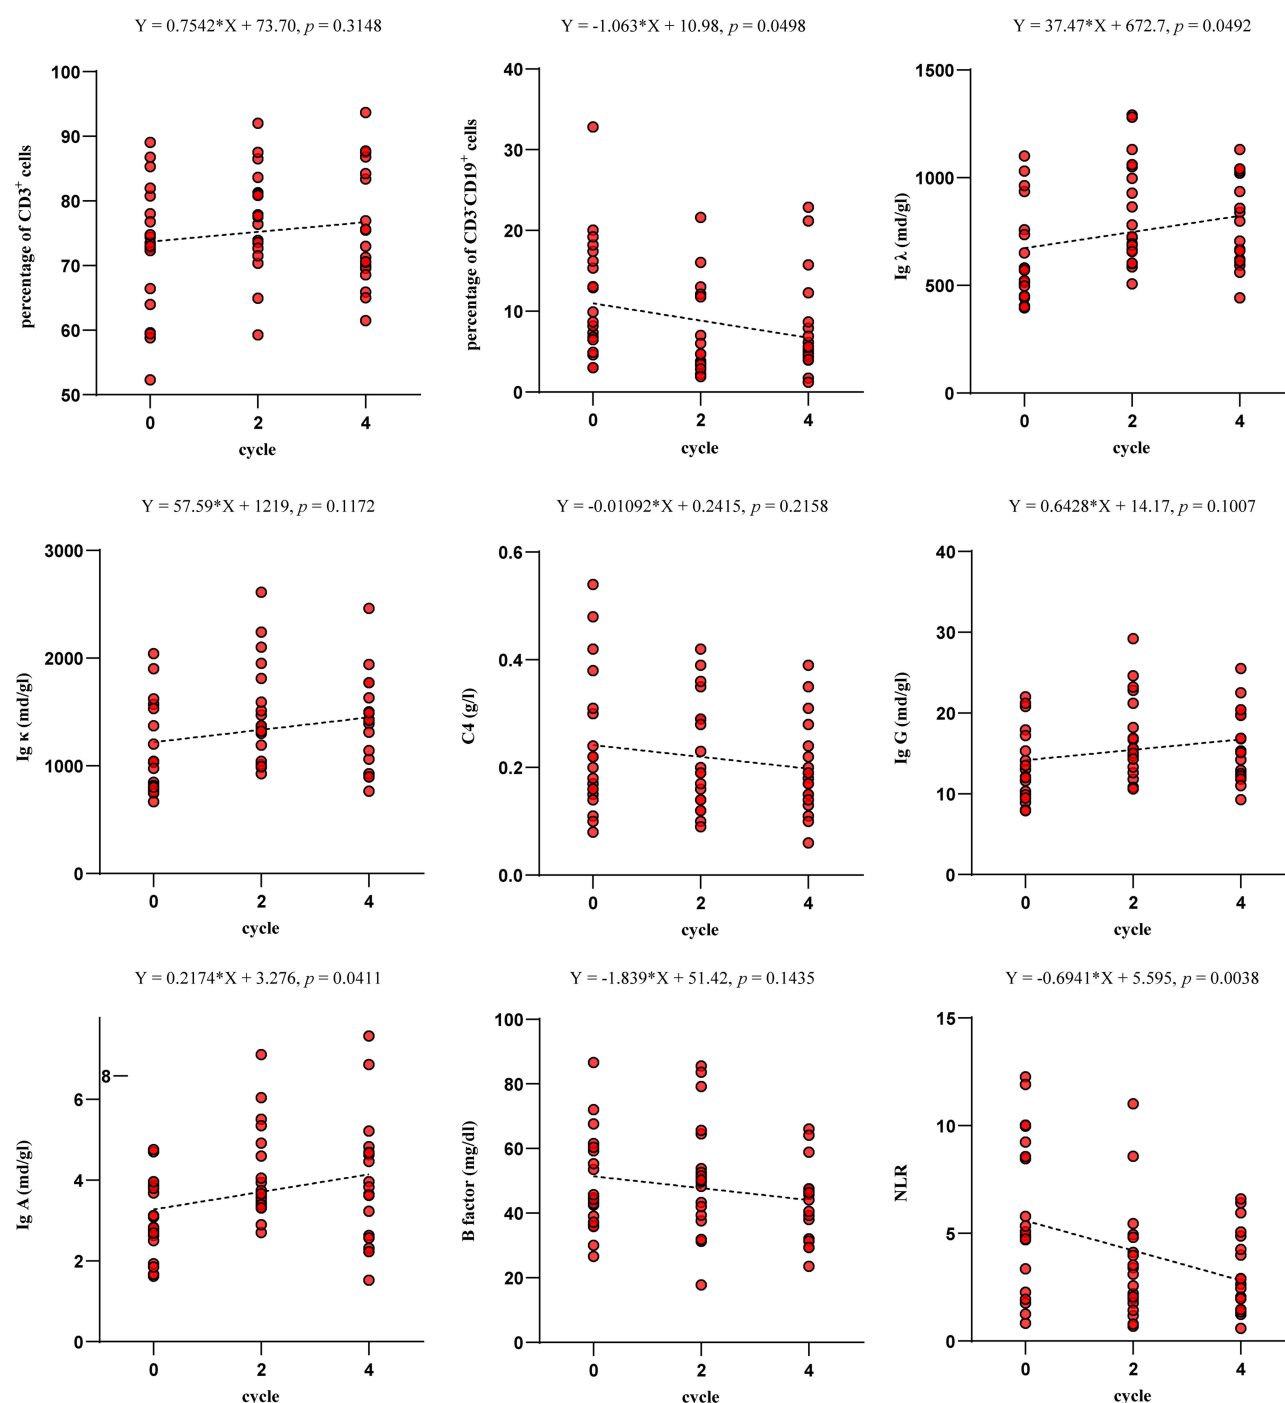 Y = 0.7542*X + 73.70, p = 0.3148
percentage of CD3+ cells
100
90
80
70
60
50
0 2 4
cycle
Y = -1.063*X + 10.98, p = 0.0498
percentage of CD3-CD19+ cells
40
30
20
10
0
0 2 4
cycle
Y = 37.47*X + 672.7, p = 0.0492
Ig λ (md/gl)
1500
1000
500
0
0 2 4
cycle
Y = 57.59*X + 1219, p = 0.1172
Ig κ (md/gl)
3000
2000
1000
0
0 2 4
cycle
Y = -0.01092*X + 0.2415, p = 0.2158
C4 (g/l)
0.6
0.4
0.2
0.0
0 2 4
cycle
Y = 0.6428*X + 14.17, p = 0.1007
Ig G (md/gl)
40
30
20
10
0
0 2 4
cycle
Y = 0.2174*X + 3.276, p = 0.0411
Ig A (md/gl)
8
6
4
2
0
0 2 4
cycle
Y = -1.839*X + 51.42, p = 0.1435
B factor (mg/dl)
100
80
60
40
20
0
0 2 4
cycle
Y = -0.6941*X + 5.595, p = 0.0038
NLR
15
10
5
0
0 2 4
cycle